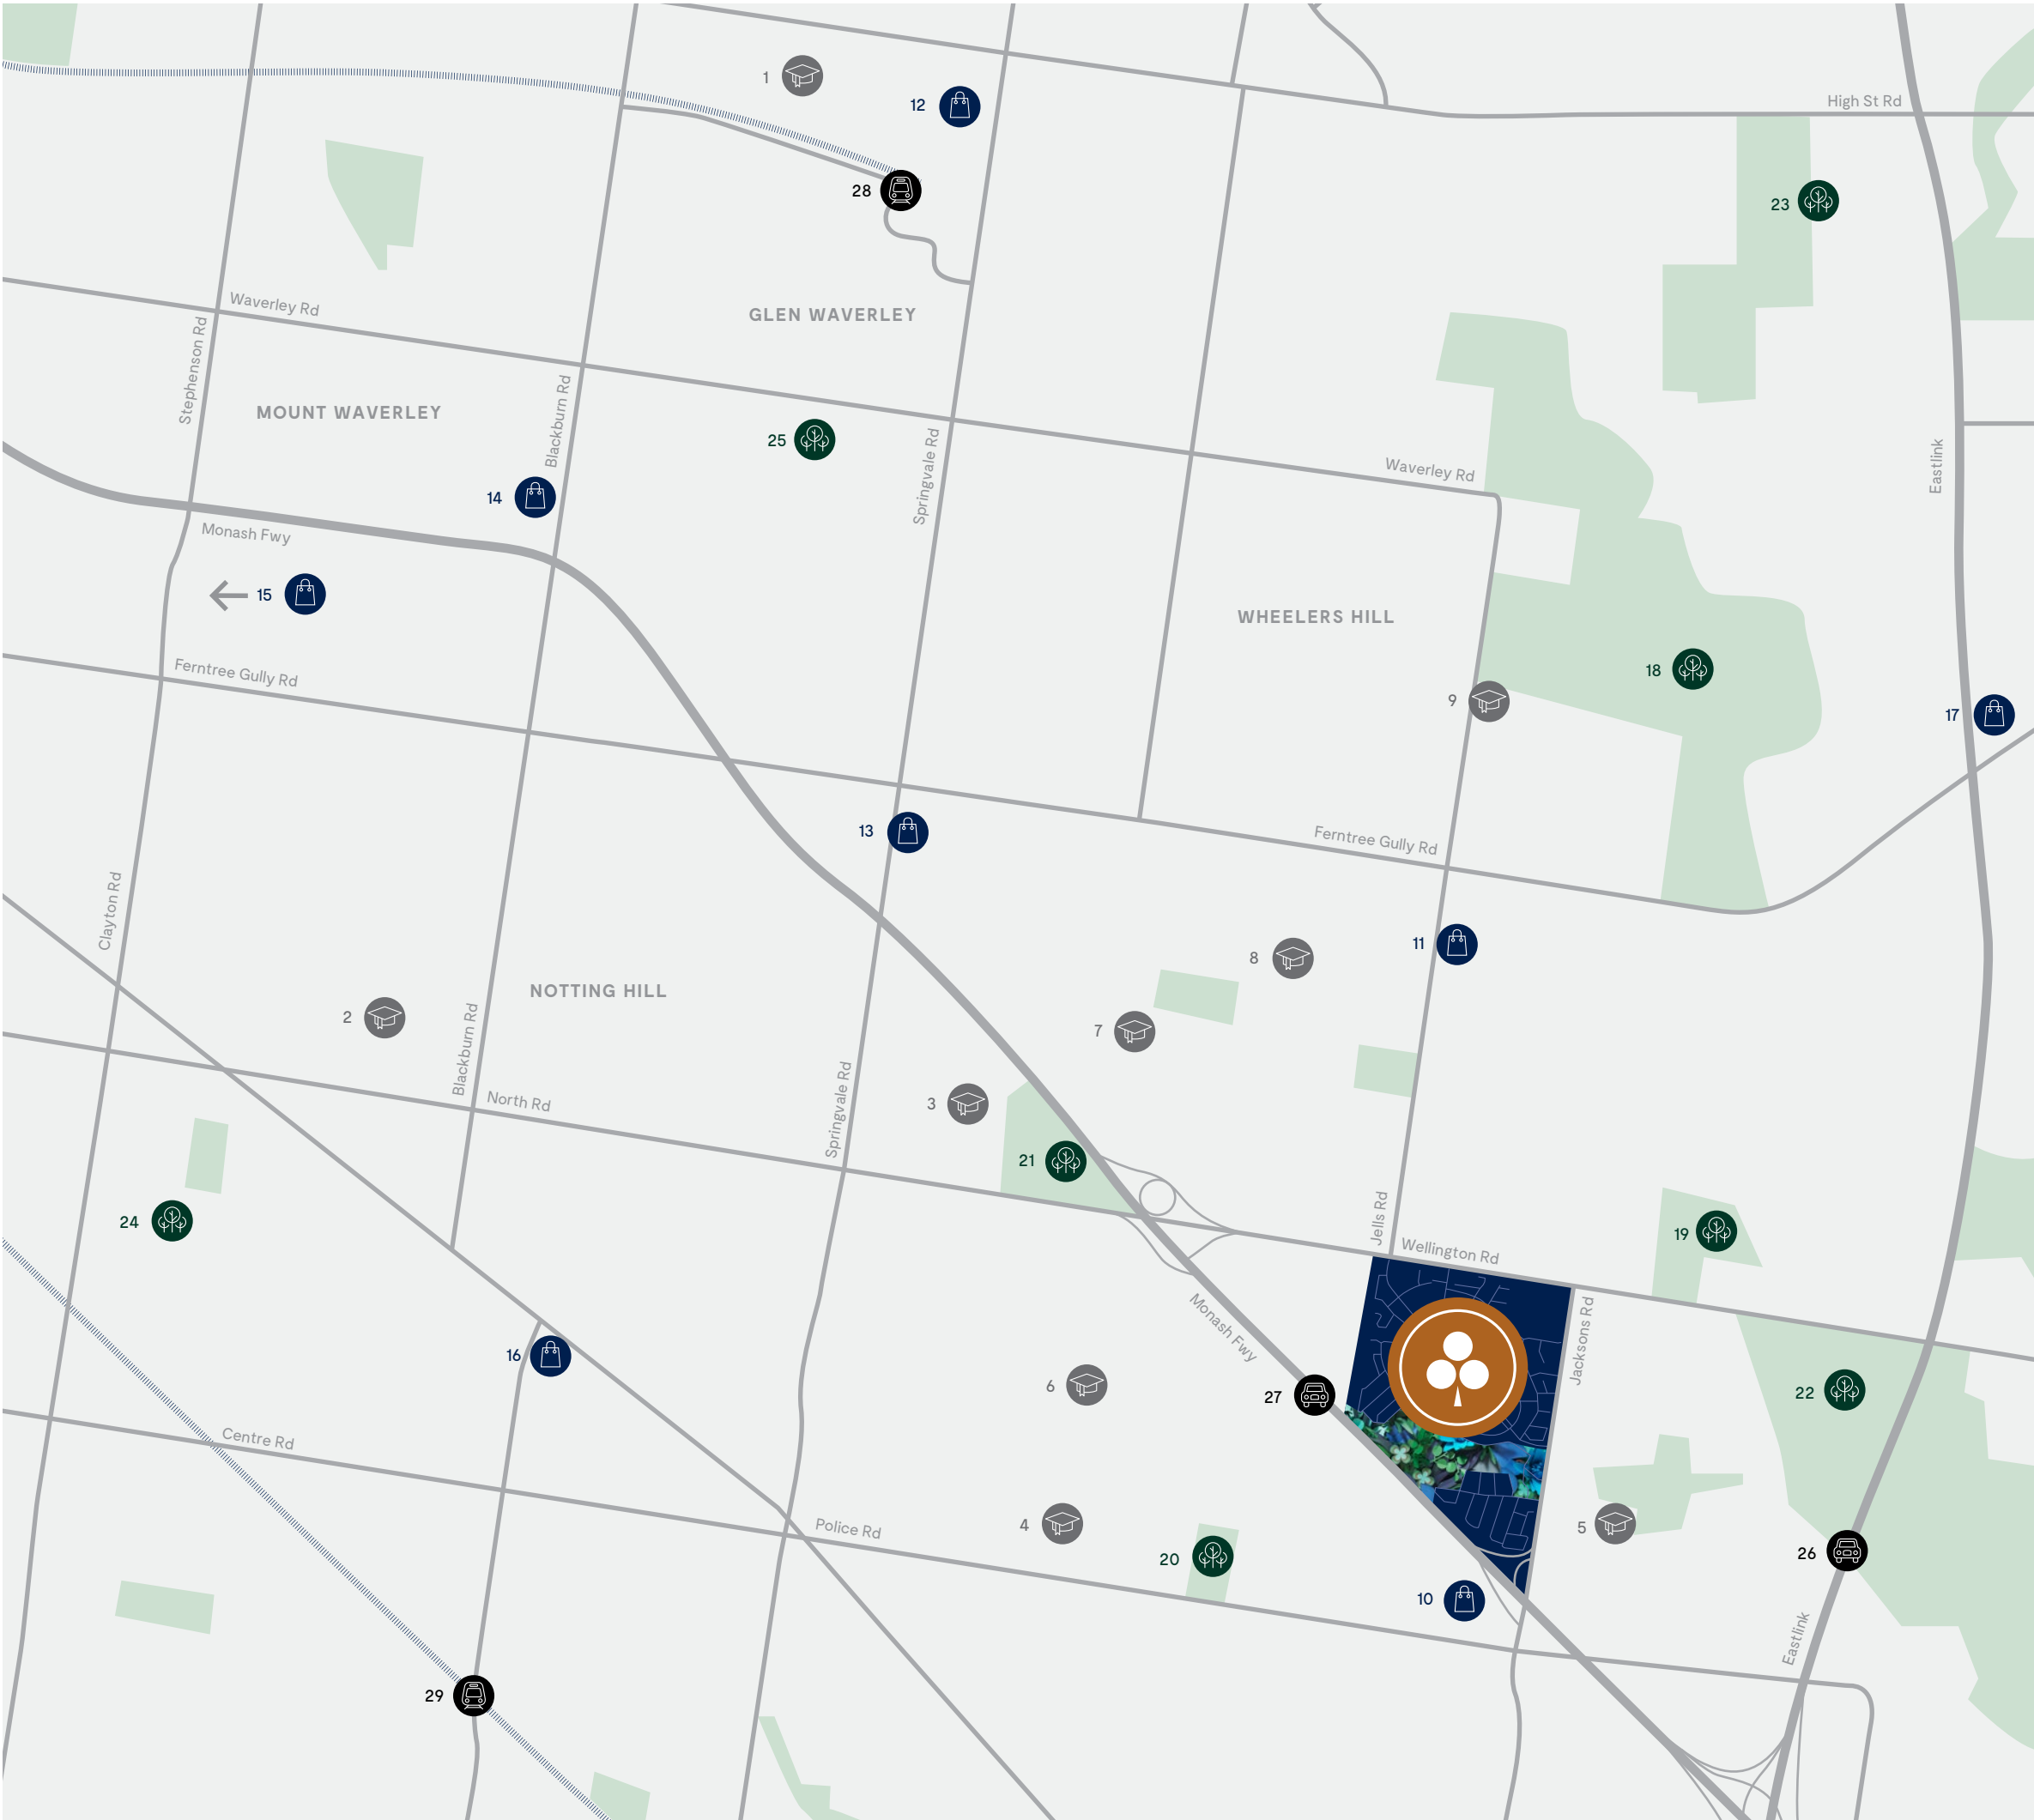 1
12
High St Rd
28
23
Waverley Rd
GLEN WAVERLEY
Stephenson Rd
MOUNT WAVERLEY
Blackburn Rd
25
Springvale Rd
Waverley Rd
Eastlink
14
Monash Fwy
15
WHEELERS HILL
Ferntree Gully Rd
18
9
17
13
Ferntree Gully Rd
Clayton Rd
11
8
NOTTING HILL
2
7
Blackburn Rd
North Rd
3
Springvale Rd
21
24
Jells Rd
Wellington Rd
19
Monash Fwy
Jacksons Rd
16
6
27
22
Centre Rd
Police Rd
4
5
20
26
10
Eastlink
29